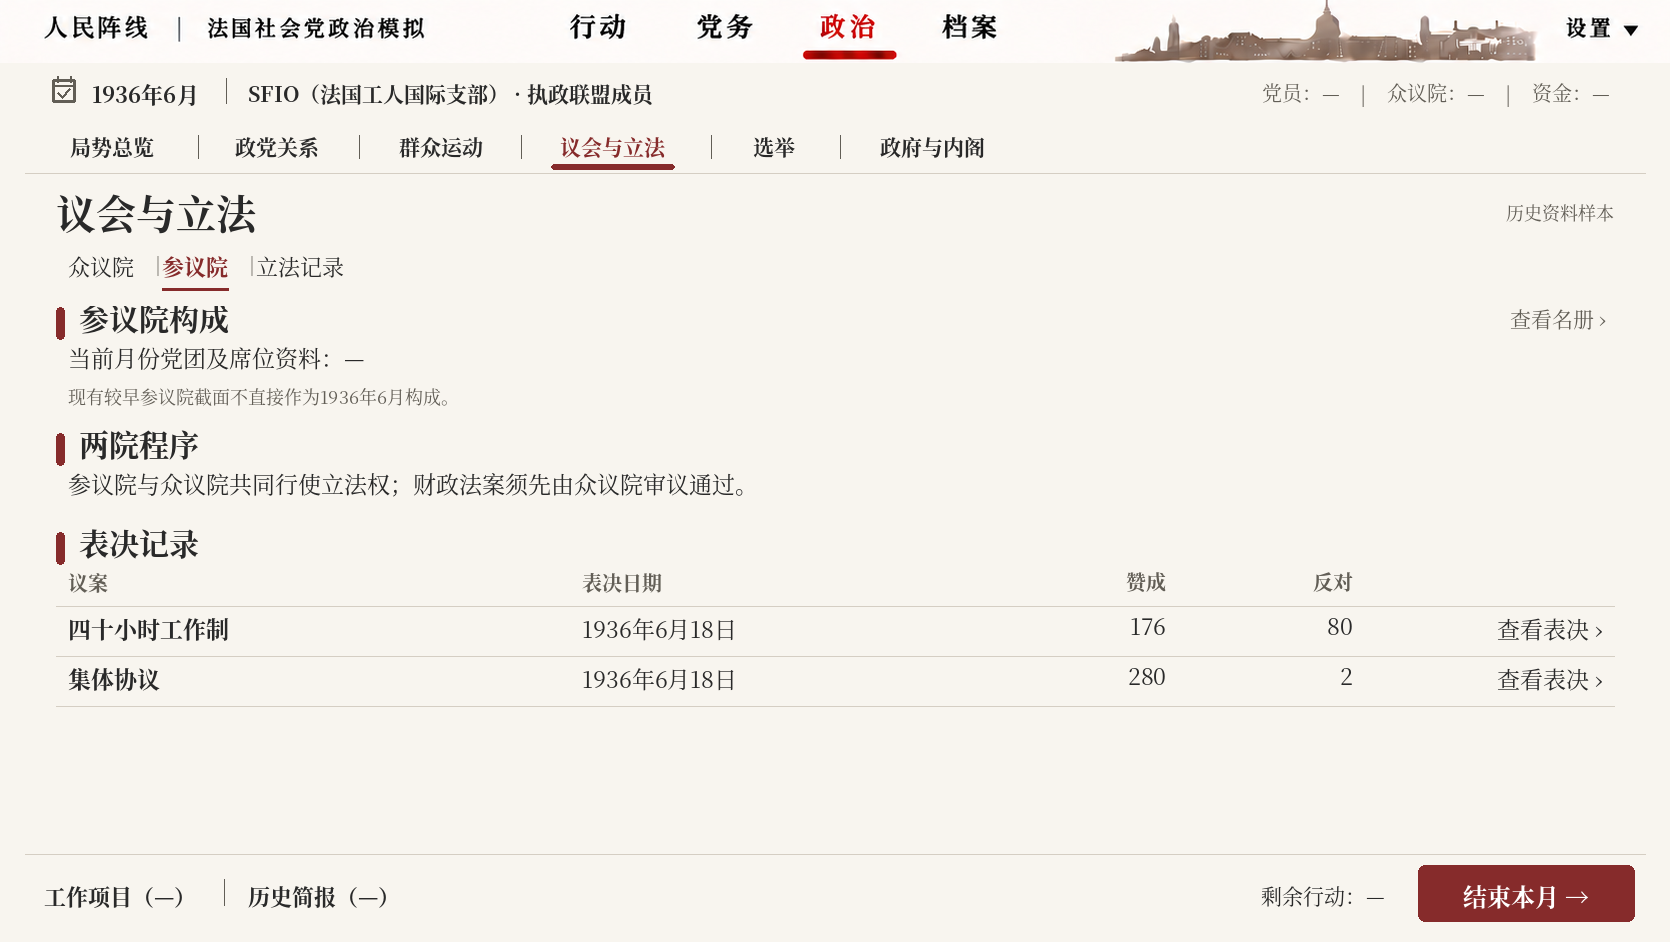 人民阵线 | 法国社会党政治模拟 行动 党务 政治 档案 设置 ▼
1936年6月 | SFIO（法国工人国际支部）· 执政联盟成员 党员：— | 众议院：— | 资金：—
局势总览 | 政党关系 | 群众运动 | 议会与立法 | 选举 | 政府与内阁
议会与立法 历史资料样本
众议院 | 参议院 | 立法记录
参议院构成 查看名册 ›
当前月份党团及席位资料：—
现有较早参议院截面不直接作为1936年6月构成。
两院程序
参议院与众议院共同行使立法权；财政法案须先由众议院审议通过。
表决记录
议案 表决日期 赞成 反对
四十小时工作制 1936年6月18日 176 80 查看表决 ›
集体协议 1936年6月18日 280 2 查看表决 ›
工作项目（—） | 历史简报（—） 剩余行动：— 结束本月 →